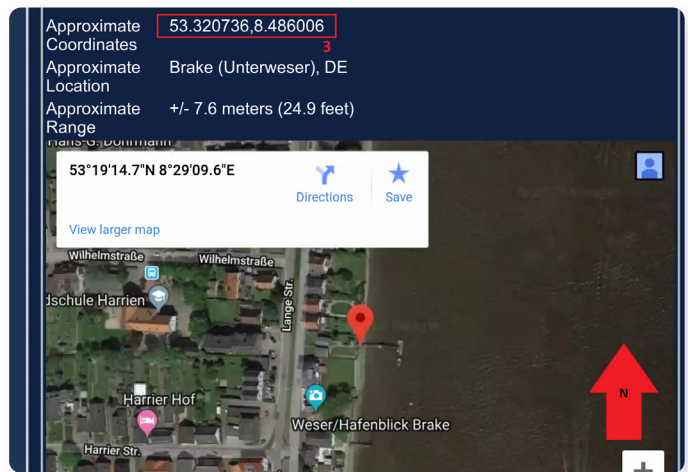 Approximate Coordinates 53.320736,8.486006
3
Approximate Location Brake (Unterweser), DE
Approximate Range +/- 7.6 meters (24.9 feet)
Hans-G. Dohrmann
53°19'14.7"N 8°29'09.6"E
Directions
Save
View larger map
Wilhelmstraße
Wilhelmstraße
dschule Harrien
Lange Str.
N
Harrier Hof
Weser/Hafenblick Brake
Harrier Str.
+